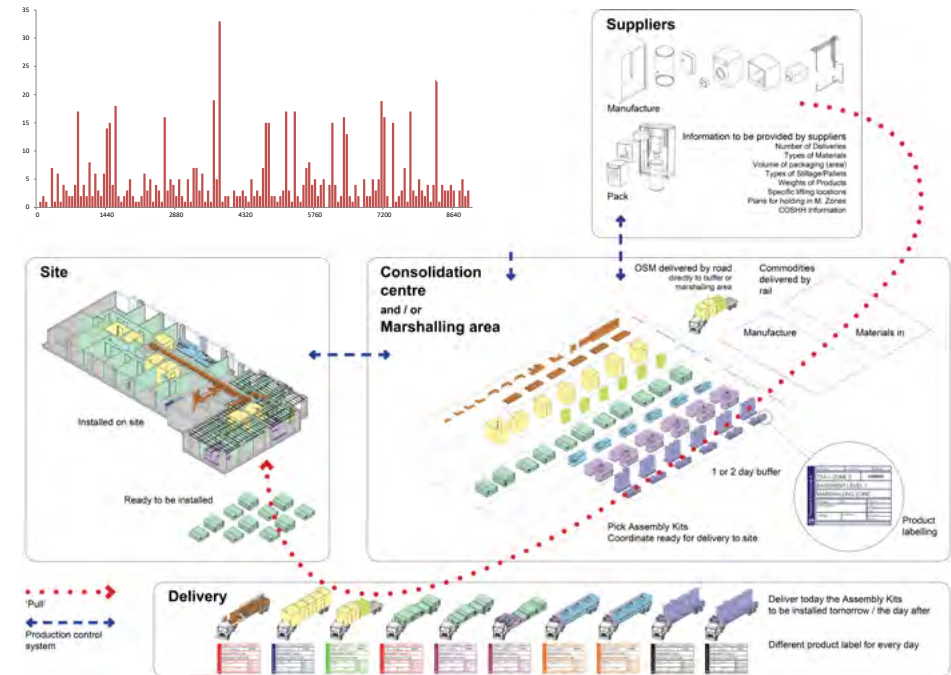 35
30
25
20
15
10
5
0
0 1440 2880 4320 5760 7200 8640
Suppliers
Manufacture
Information to be provided by suppliers
Number of Deliveries
Types of Materials
Volume of packaging (area)
Types of Stillage/Pallets
Weights of Products
Specific lifting locations
Plans for holding in M. Zones
COSHH Information
Pack
Site
Installed on site
Ready to be installed
Consolidation
centre
and / or
Marshalling area
OSM delivered by road
directly to buffer or
marshalling area
Commodities
delivered by
rail
Manufacture
Materials in
1 or 2 day buffer
Pick Assembly Kits
Coordinate ready for delivery to site
BASEMENT LEVEL 1
MARSHALLING ZONE
Product
labelling
'Pull'
Production control
system
Delivery
Deliver today the Assembly Kits
to be installed tomorrow / the day after
Different product label for every day